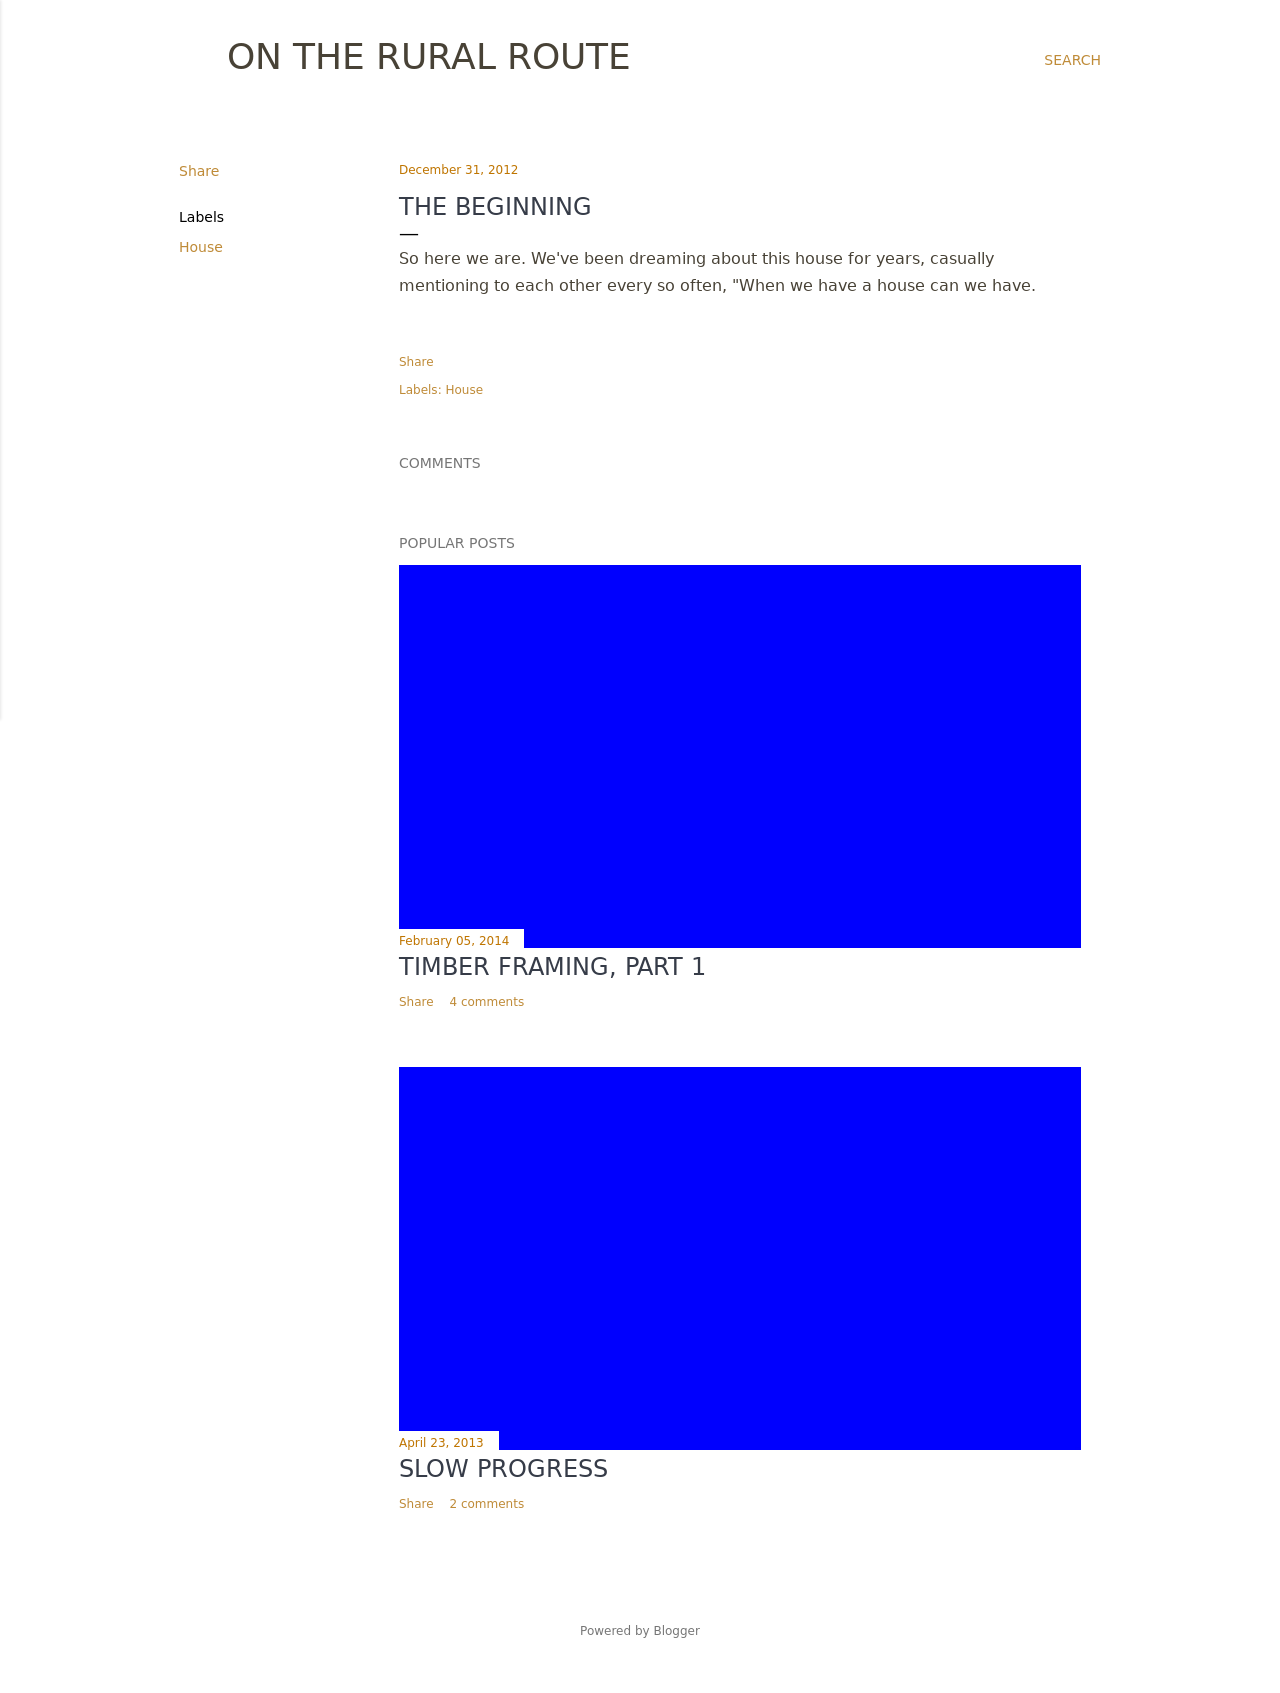 ON THE RURAL ROUTE
SEARCH
Share
Labels
House
December 31, 2012
THE BEGINNING
So here we are. We've been dreaming about this house for years, casually
mentioning to each other every so often, "When we have a house can we have.
Share
Labels: House
COMMENTS
POPULAR POSTS
February 05, 2014
TIMBER FRAMING, PART 1
Share 4 comments
April 23, 2013
SLOW PROGRESS
Share 2 comments
Powered by Blogger